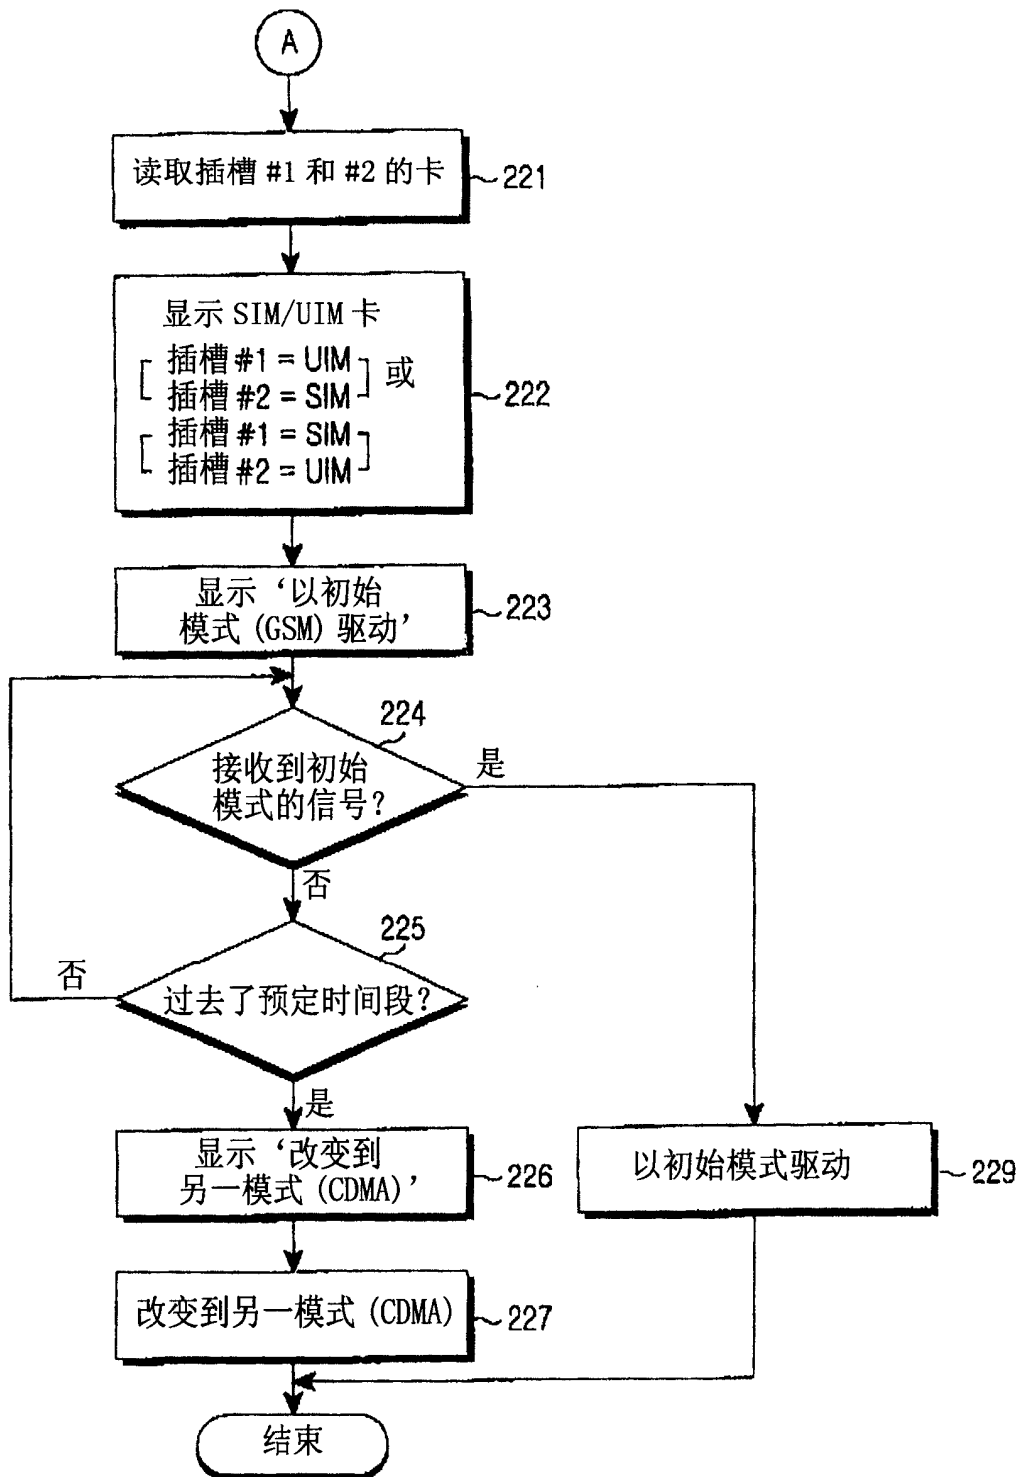 A
读取插槽 #1 和 #2 的卡
221
显示 SIM/UIM 卡
插槽 #1 = UIM
插槽 #2 = SIM
或
插槽 #1 = SIM
插槽 #2 = UIM
222
显示‘以初始
模式 (GSM) 驱动’
223
224
接收到初始
模式的信号？
是
否
225
过去了预定时间段？
否
是
显示‘改变到
另一模式 (CDMA)’
226
以初始模式驱动
229
改变到另一模式 (CDMA)
227
结束